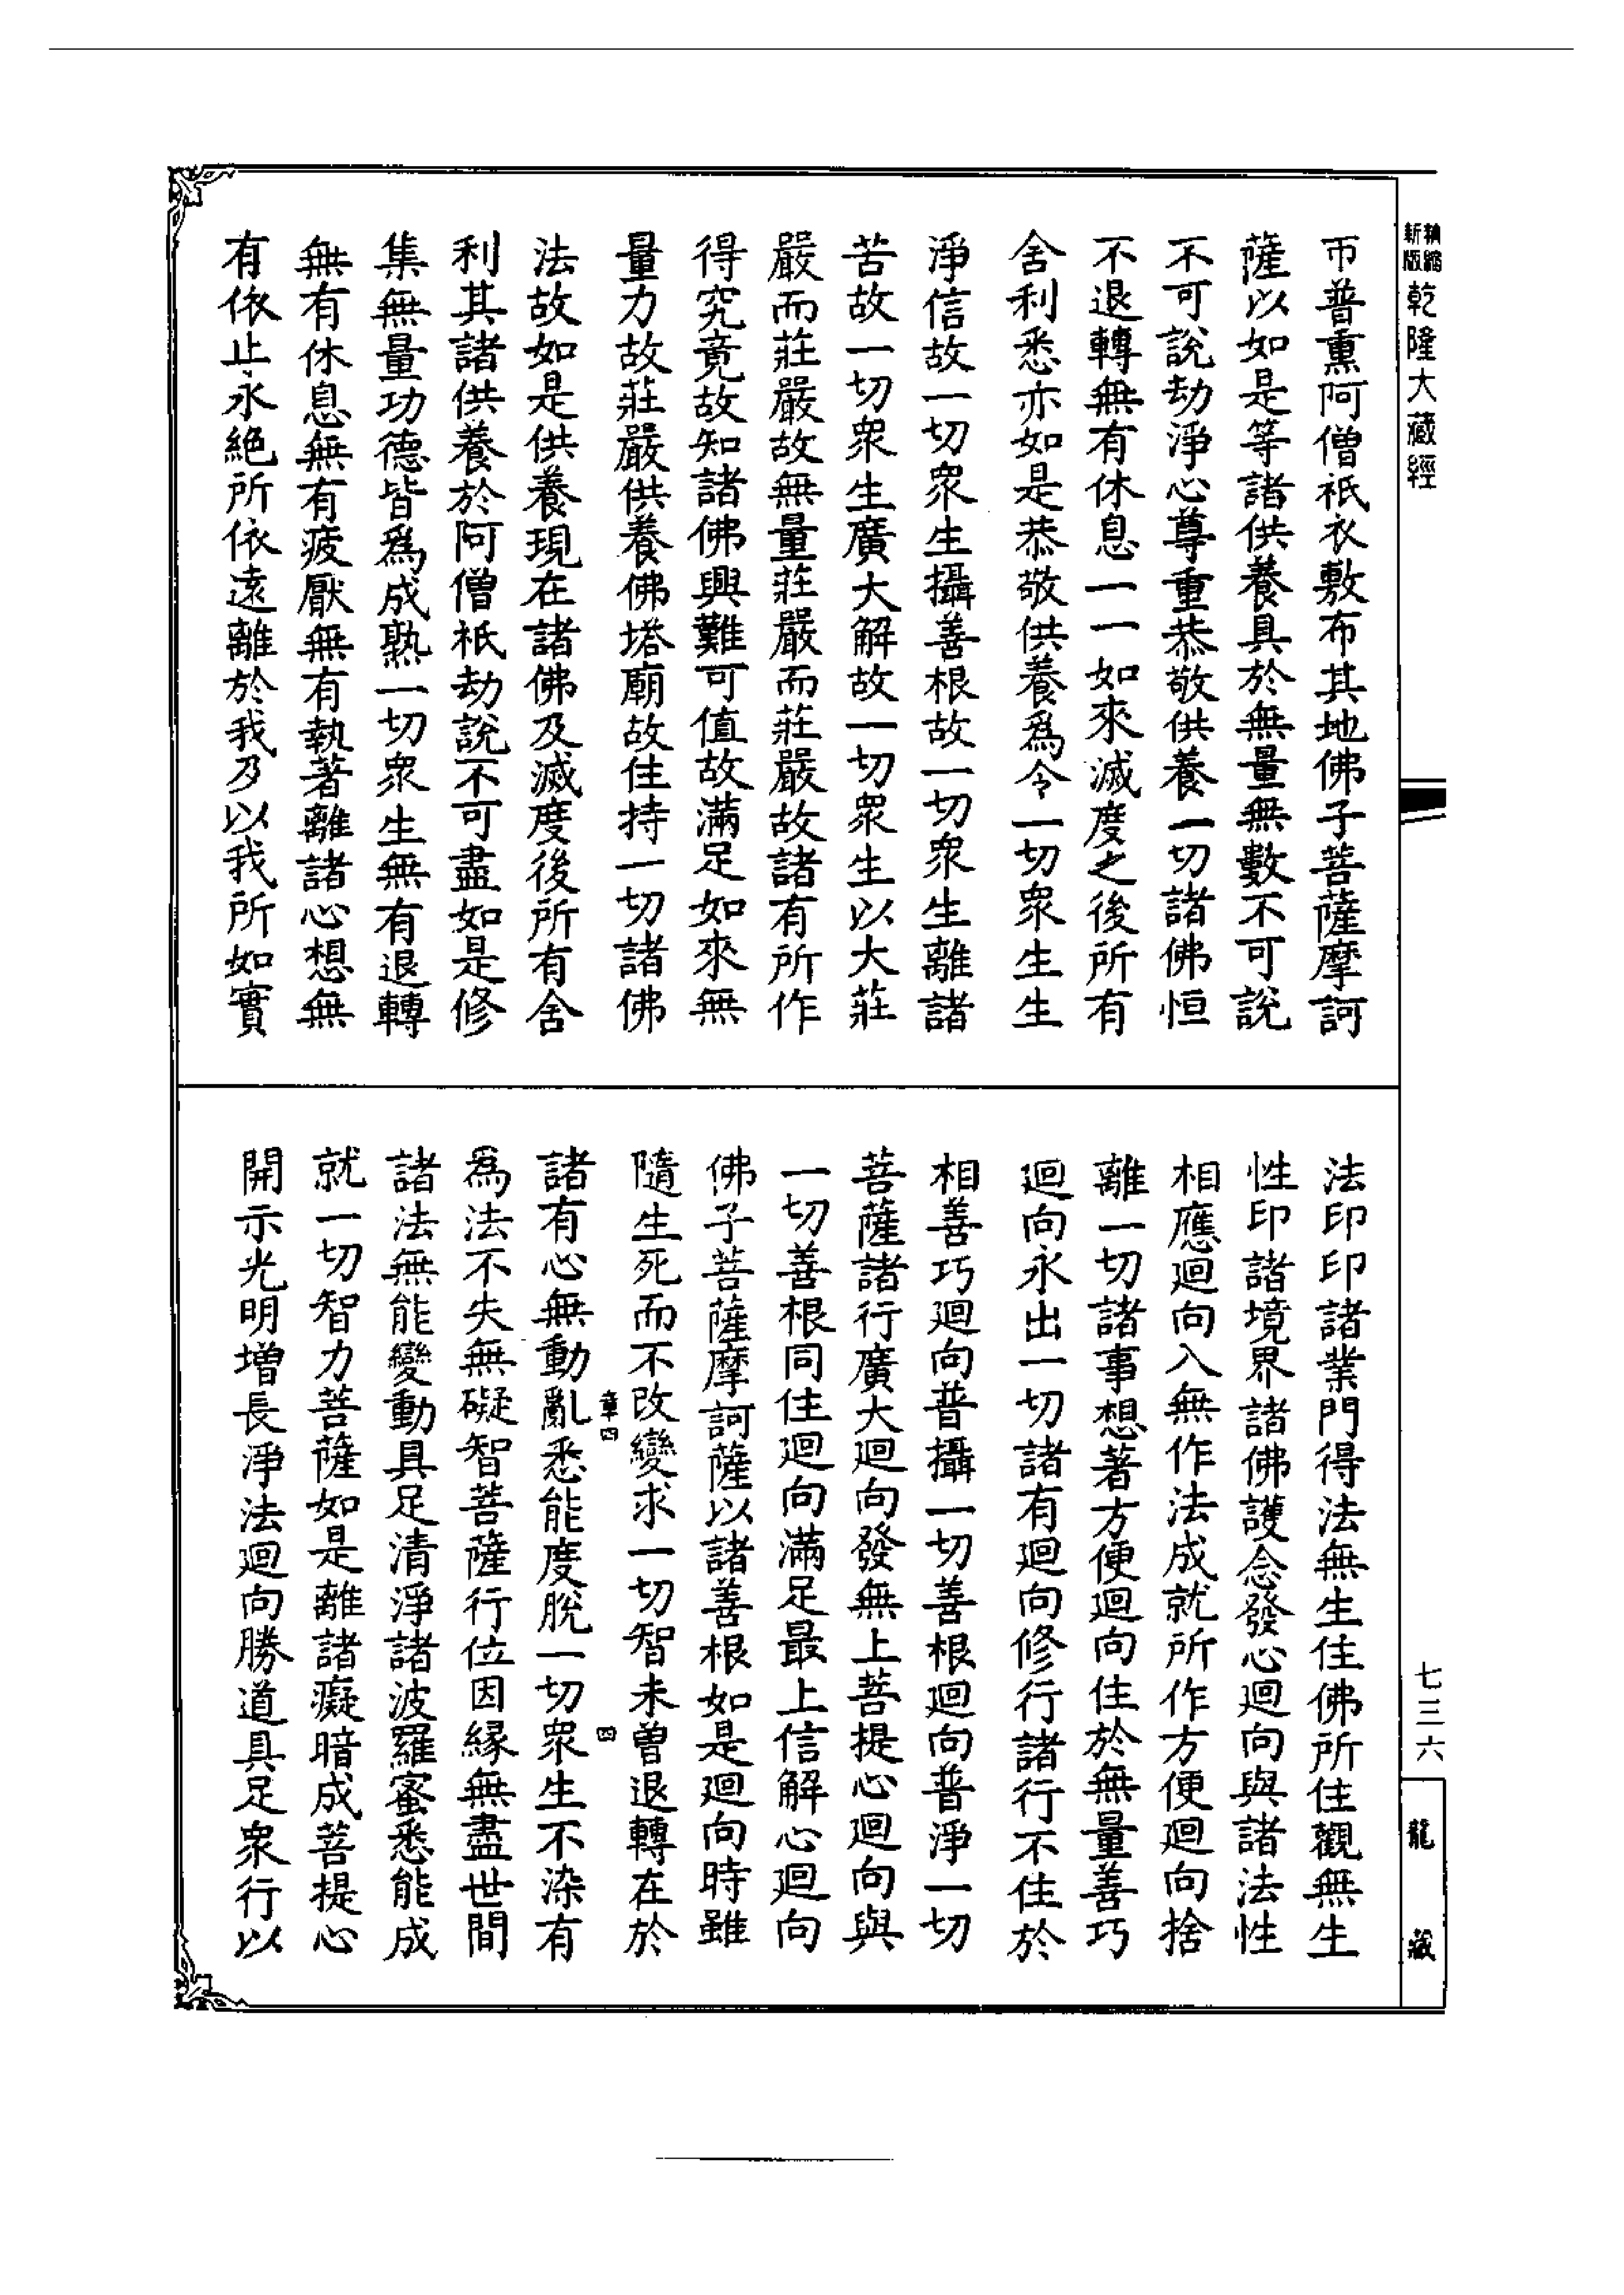 精縮新版乾隆大藏經
帀普熏阿僧祇衣敷布其地佛子菩薩摩訶
薩以如是等諸供養具於無量無數不可說
不可說劫淨心尊重恭敬供養一切諸佛恒
不退轉無有休息一一如來滅度之後所有
舍利悉亦如是恭敬供養爲令一切衆生生
淨信故一切衆生攝善根故一切衆生離諸
苦故一切衆生廣大解故一切衆生以大莊
嚴而莊嚴故無量莊嚴而莊嚴故諸有所作
得究竟故知諸佛興難可值故滿足如來無
量力故莊嚴供養佛塔廟故住持一切諸佛
法故如是供養現在諸佛及滅度後所有舍
利其諸供養於阿僧祇劫說不可盡如是修
集無量功德皆爲成熟一切衆生無有退轉
無有休息無有疲厭無有執著離諸心想無
有依止永絕所依遠離於我及以我所如實
法印印諸業門得法無生住佛所住觀無生
性印諸境界諸佛護念發心迴向與諸法性
相應迴向入無作法成就所作方便迴向捨
離一切諸事想著方便迴向住於無量善巧
迴向永出一切諸有迴向修行諸行不住於
相善巧迴向普攝一切善根迴向普淨一切
菩薩諸行廣大迴向發無上菩提心迴向與
一切善根同住迴向滿足最上信解心迴向
佛子菩薩摩訶薩以諸善根如是迴向時雖
隨生死而不改變求一切智未曾退轉在於
章四
四
諸有心無動亂悉能度脫一切衆生不染有
爲法不失無礙智菩薩行位因緣無盡世間
諸法無能變動具足清淨諸波羅蜜悉能成
就一切智力菩薩如是離諸癡暗成菩提心
開示光明增長淨法迴向勝道具足衆行以
七三六
龍藏